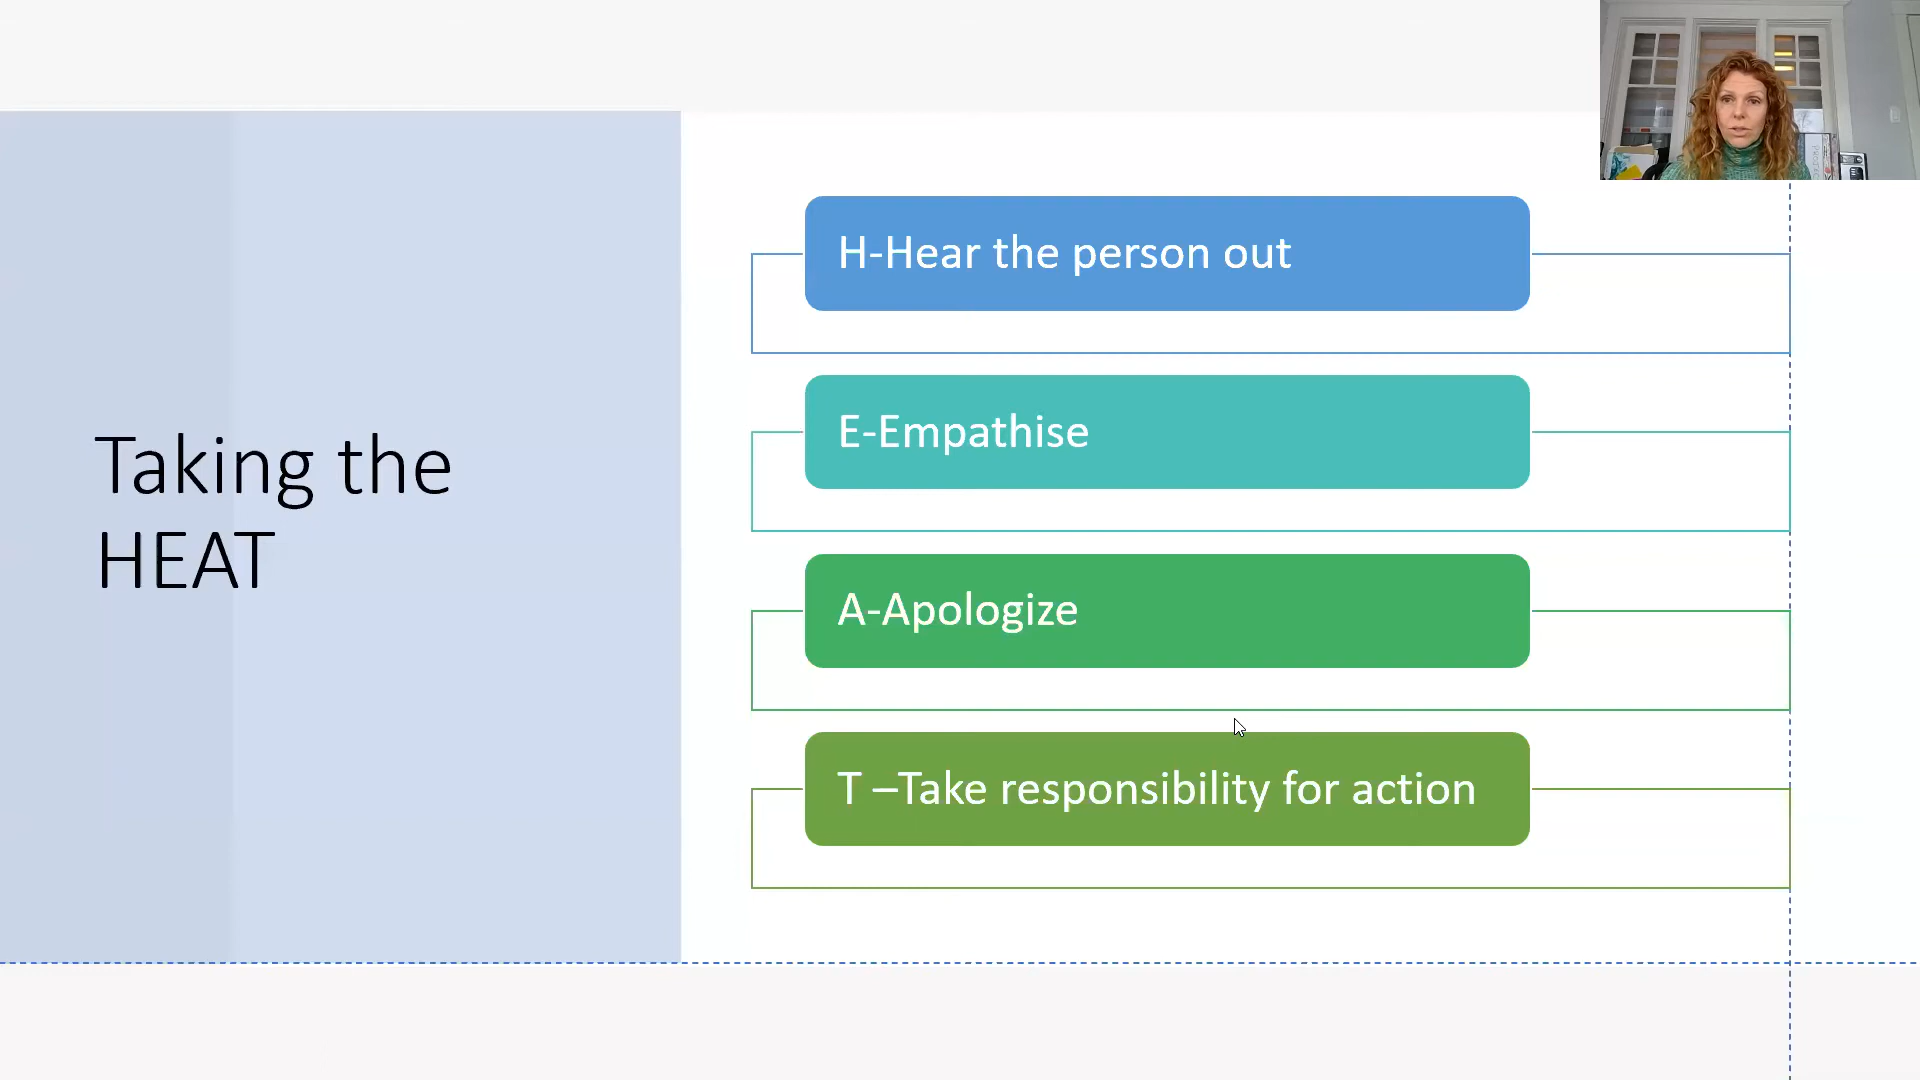 Taking the
HEAT
H-Hear the person out
E-Empathise
A-Apologize
T –Take responsibility for action